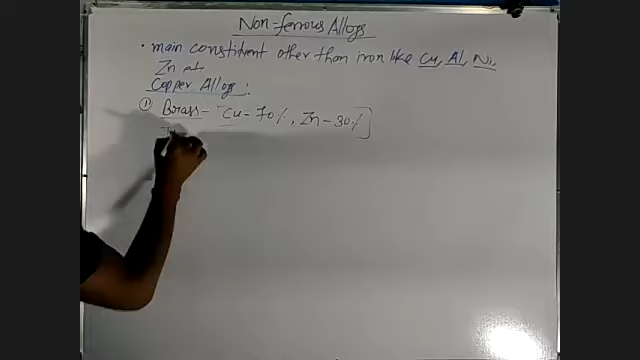 Non-ferrous Alloys
• main constituent other than iron like Cu, Al, Ni,
Zn etc
Copper Alloys :
① Brass - [Cu - 70%, Zn - 30%]